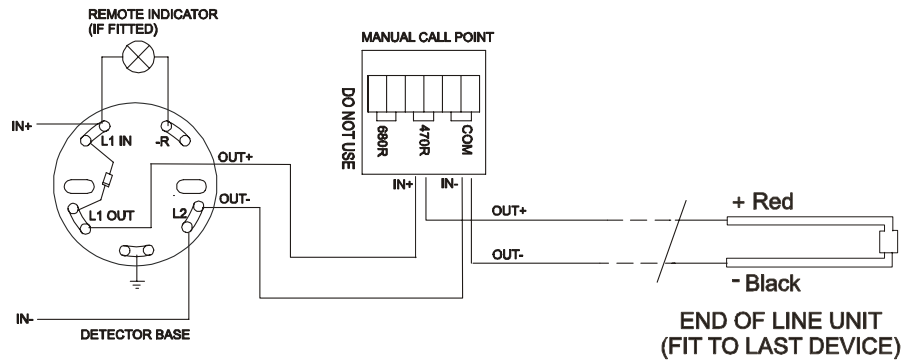 REMOTE INDICATOR
(IF FITTED)
MANUAL CALL POINT
DO NOT USE
680R
470R
COM
IN+
L1 IN
-R
OUT+
IN+
IN-
OUT-
L1 OUT
L2
OUT+
+ Red
OUT-
- Black
IN-
DETECTOR BASE
END OF LINE UNIT
(FIT TO LAST DEVICE)